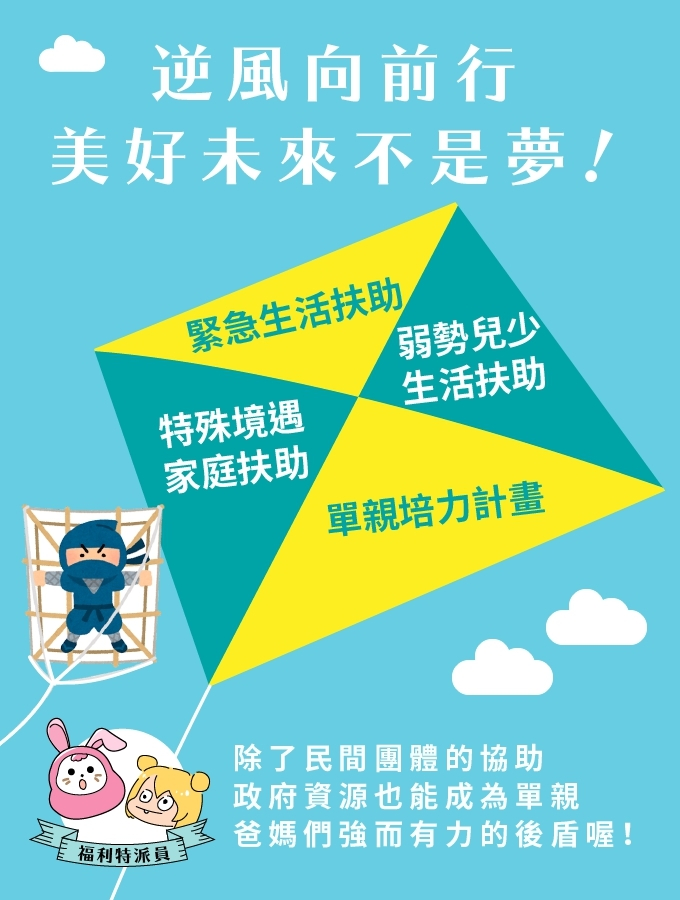 逆風向前行
美好未來不是夢！
緊急生活扶助
弱勢兒少
生活扶助
特殊境遇
家庭扶助
單親培力計畫
除了民間團體的協助
政府資源也能成為單親
爸媽們強而有力的後盾喔！
福利特派員